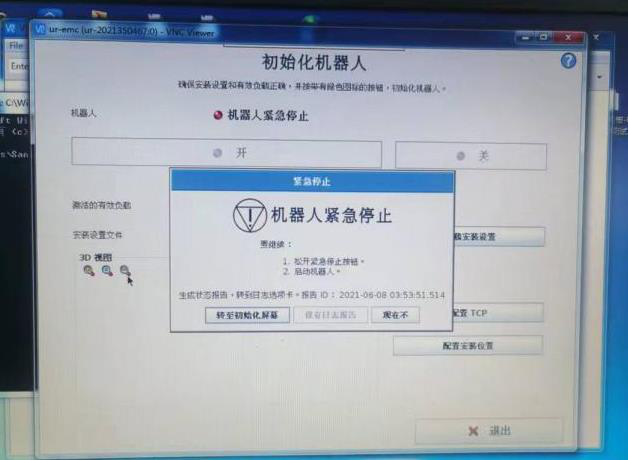 ur-emc (ur-2021350467:0) - VNC Viewer
File
Ente
初始化机器人
确保安装设置和有效负载正确，并按带有绿色图标的按钮，初始化机器人。
机器人
机器人紧急停止
开
关
激活的有效负载
安装设置文件
载安装设置
3D 视图
紧急停止
机器人紧急停止
要继续：
1. 松开紧急停止按钮。
2. 启动机器人。
生成状态报告，转到日志选项卡。报告 ID： 2021-06-08 03:53:51.514
转至初始化屏幕
保存日志报告
现在不
配置 TCP
配置安装位置
退出